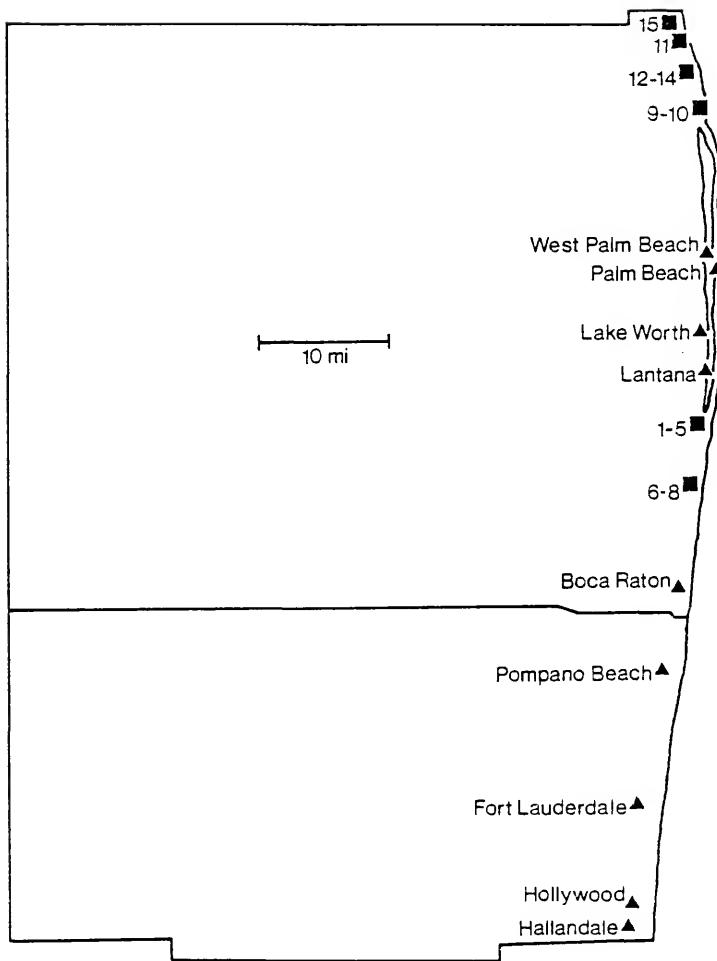 15
11
12-14
9-10
West Palm Beach
Palm Beach
Lake Worth
10 mi
Lantana
1-5
6-8
Boca Raton
Pompano Beach
Fort Lauderdale
Hollywood
Hallandale